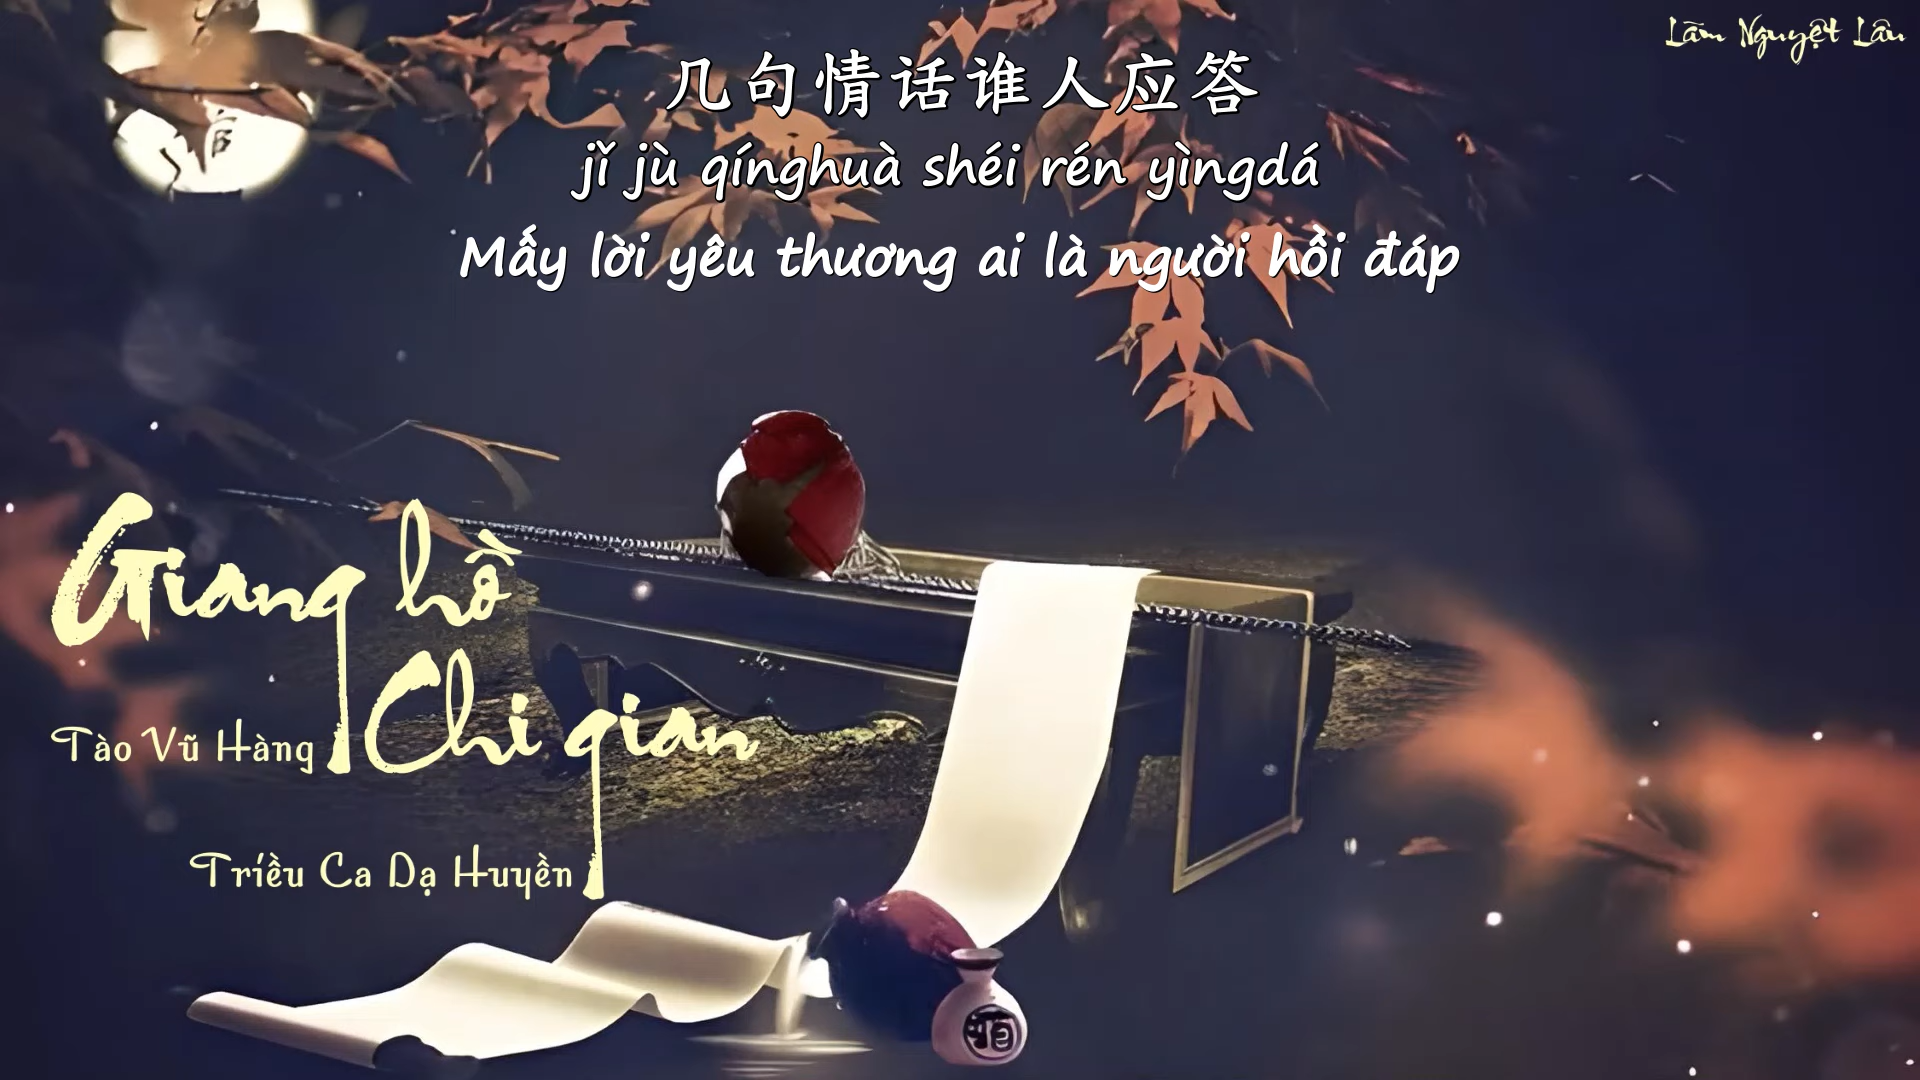 Lãm Nguyệt Lâu
几句情话谁人应答
jǐ jù qínghuà shéi rén yìngdá
Mấy lời yêu thương ai là người hồi đáp
Giang hồ
Chi gian
Tào Vũ Hàng
Triều Ca Dạ Huyền
酒